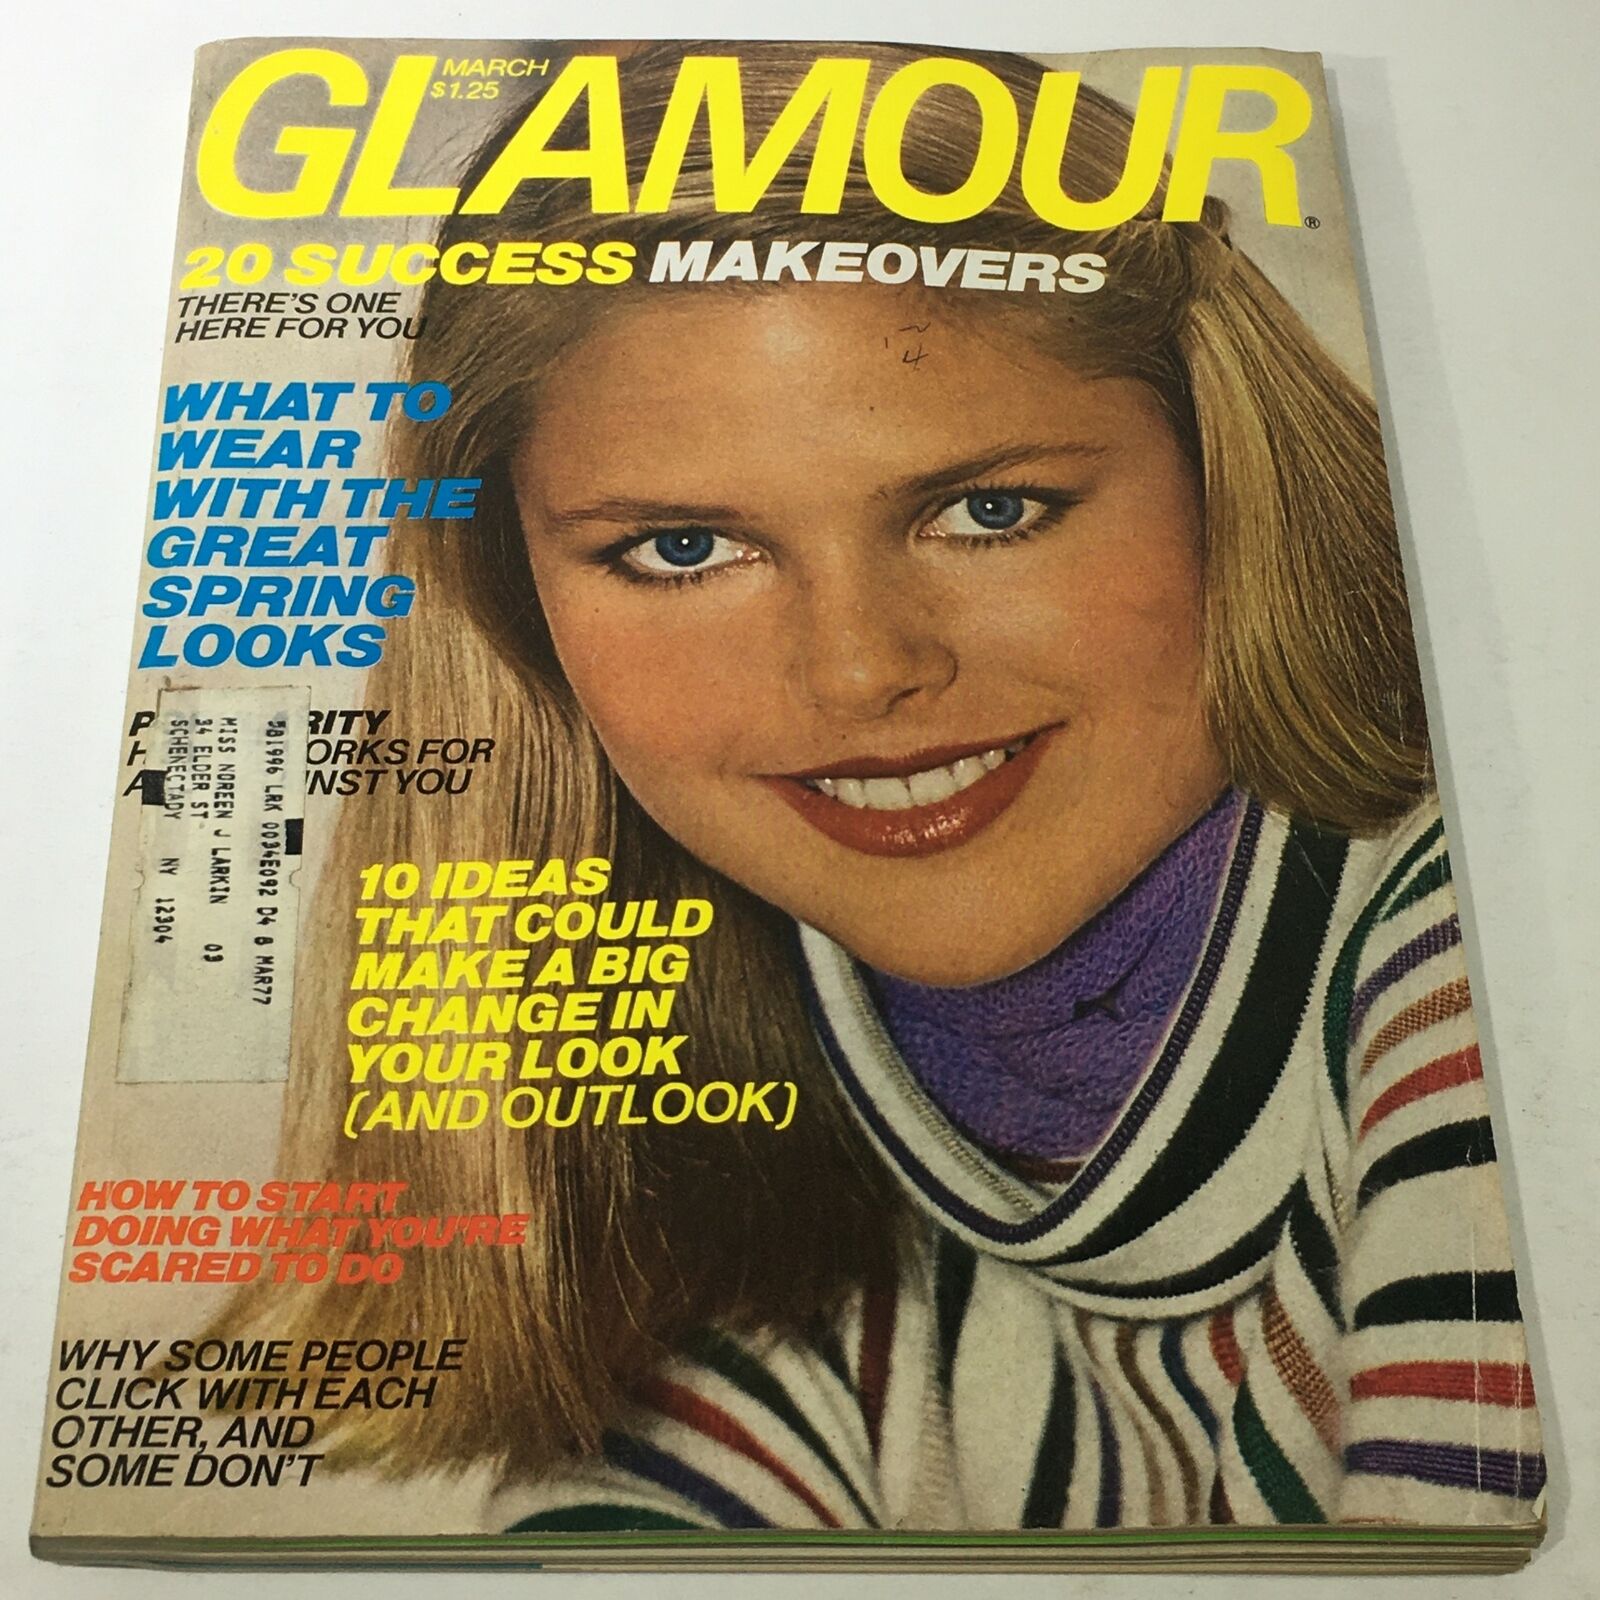 GLAMOUR®
MARCH
$1.25
20 SUCCESS MAKEOVERS
THERE'S ONE
HERE FOR YOU
WHAT TO
WEAR
WITH THE
GREAT
SPRING
LOOKS
RITY
ORKS FOR
INST YOU
5B1996 LRK 0034E092 D4 8 MAR77
MISS NOREEN J LARKIN 03
34 ELDER ST
SCHENECTADY NY 12304
10 IDEAS
THAT COULD
MAKE A BIG
CHANGE IN
YOUR LOOK
(AND OUTLOOK)
HOW TO START
DOING WHAT YOU'RE
SCARED TO DO
WHY SOME PEOPLE
CLICK WITH EACH
OTHER, AND
SOME DON'T
4